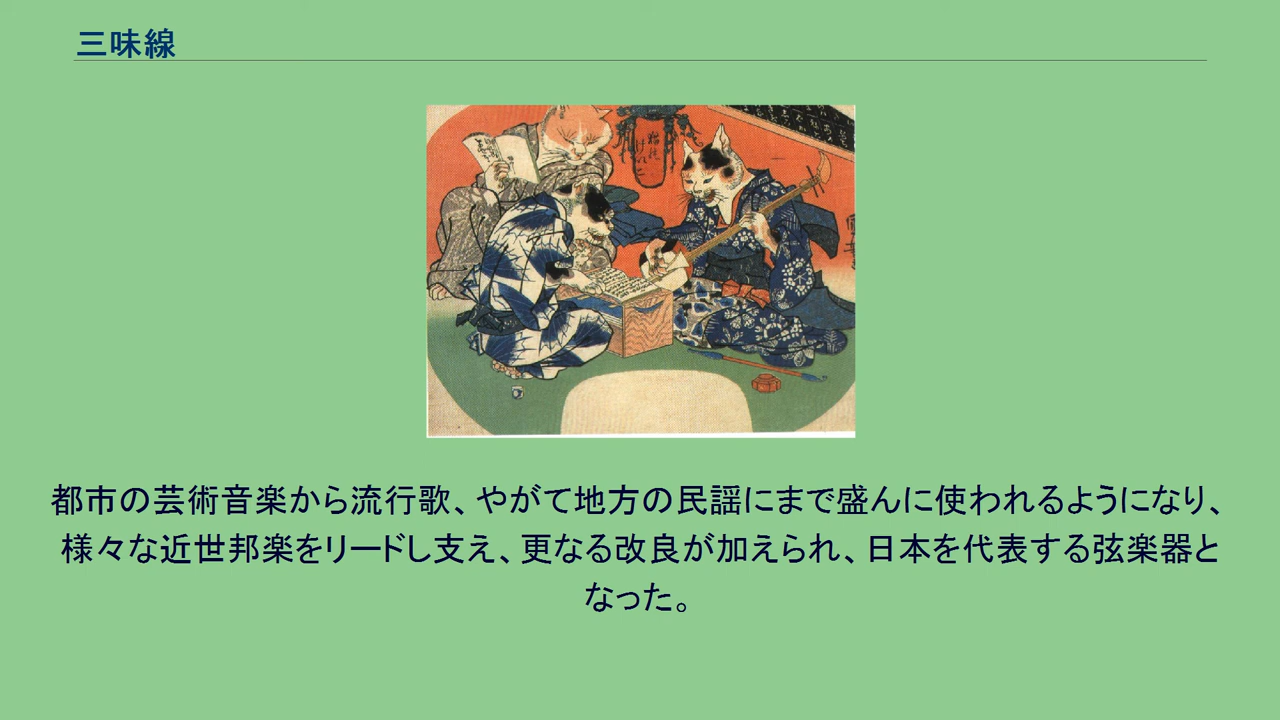 三味線
都市の芸術音楽から流行歌、やがて地方の民謡にまで盛んに使われるようになり、
様々な近世邦楽をリードし支え、更なる改良が加えられ、日本を代表する弦楽器と
なった。